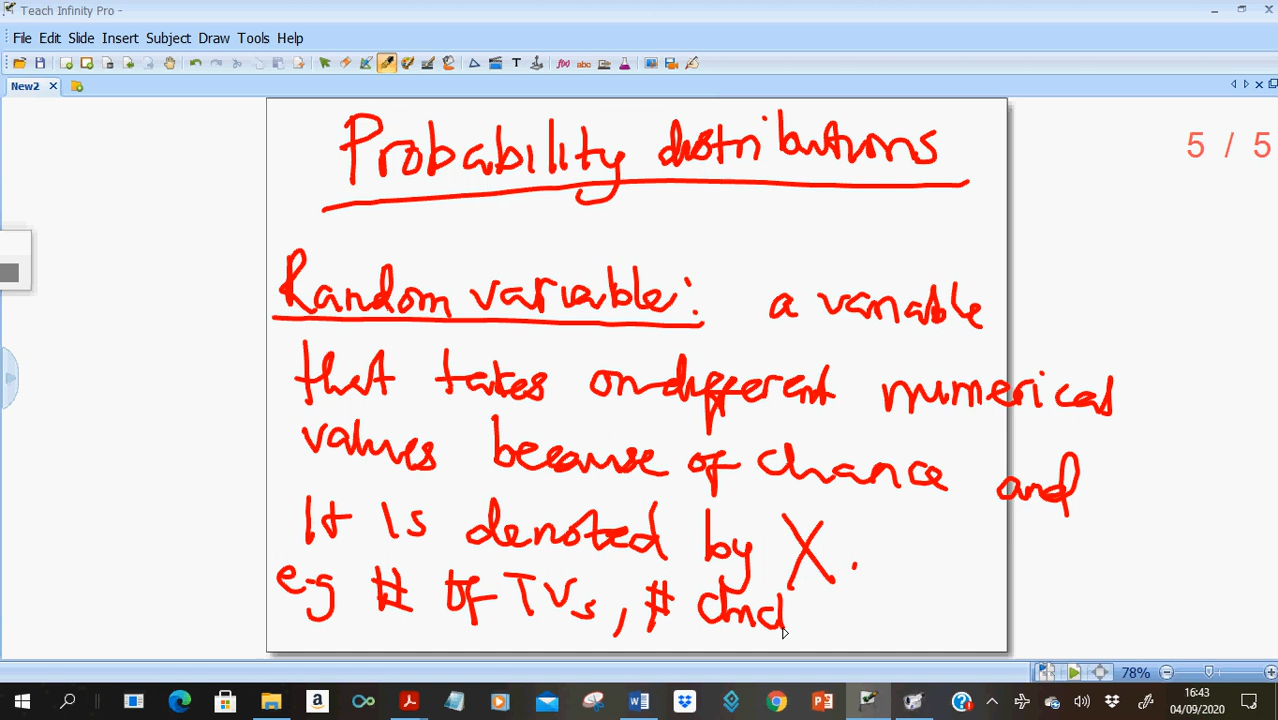 Teach Infinity Pro -
File Edit Slide Insert Subject Draw Tools Help
New2
5 / 5
Probability distributions
Random variable: a variable
that takes on different numerical
values because of chance and
It is denoted by X.
e.g # of TVs, #
78%
16:43
04/09/2020